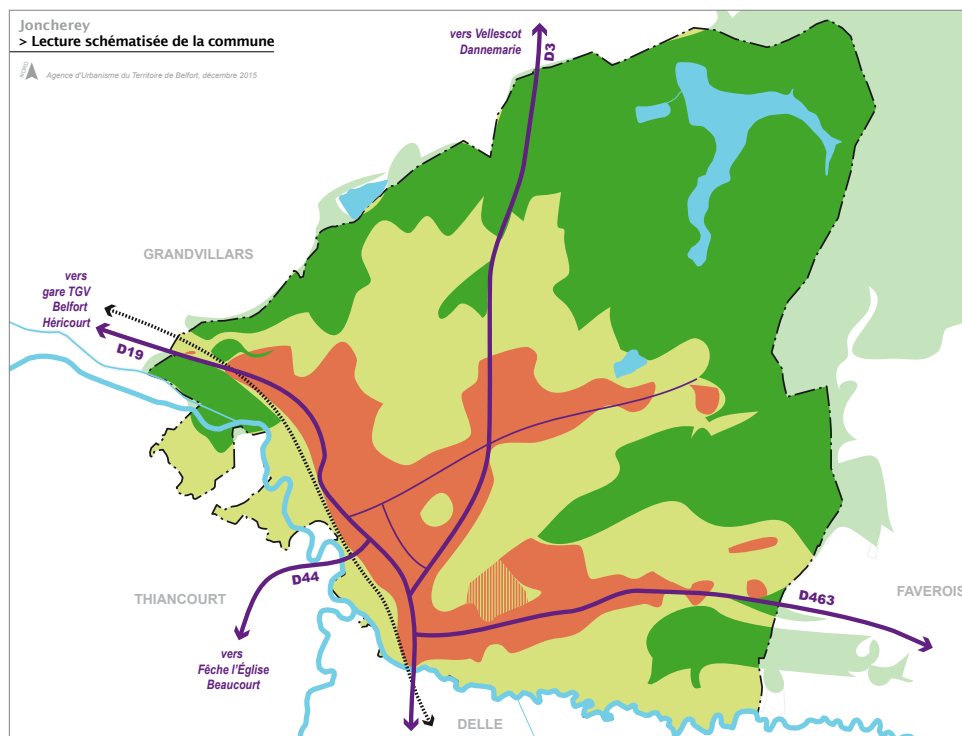 Joncherey
> Lecture schématisée de la commune
NORD
Agence d'Urbanisme du Territoire de Belfort, décembre 2015
vers Vellescot
Dannemarie
D3
GRANDVILLARS
vers
gare TGV
Belfort
Héricourt
D19
D44
THIANCOURT
vers
Fêche l'Église
Beaucourt
D463
FAVEROIS
DELLE